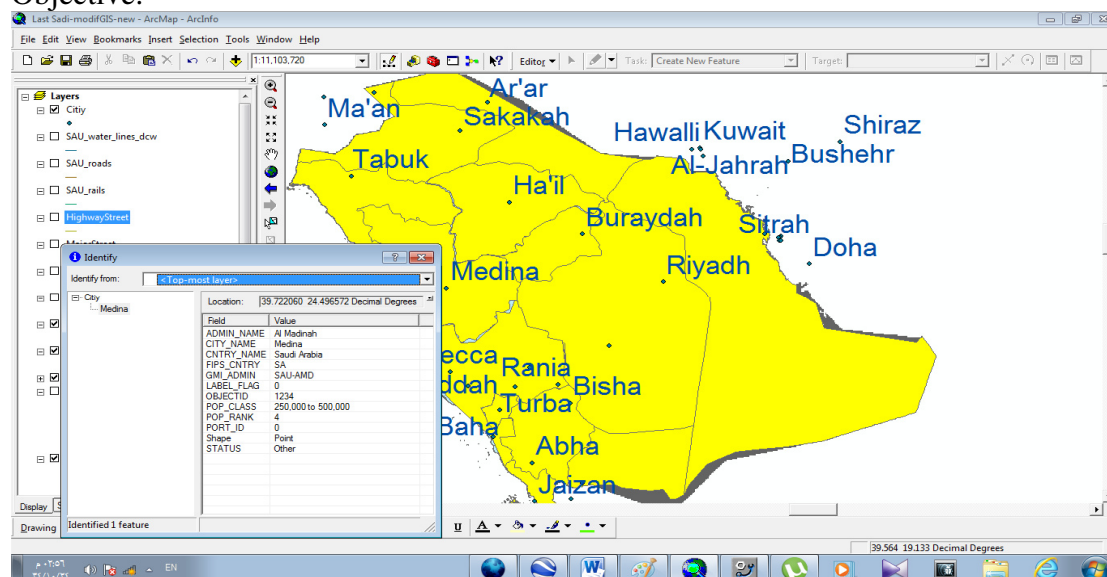 Objective:
Last Sadi-modifGIS-new - ArcMap - ArcInfo
File Edit View Bookmarks Insert Selection Tools Window Help
1:11,103,720
Editor
Task: Create New Feature
Target:
Layers
Citiy
SAU_water_lines_dcw
SAU_roads
SAU_rails
HighwayStreet
Identify
Identify from: <Top-most layer>
Citiy
Medina
Location: 39.722060 24.496572 Decimal Degrees
Field Value
ADMIN_NAME Al Madinah
CITY_NAME Medina
CNTRY_NAME Saudi Arabia
FIPS_CNTRY SA
GMI_ADMIN SAU-AMD
LABEL_FLAG 0
OBJECTID 1234
POP_CLASS 250,000 to 500,000
POP_RANK 4
PORT_ID 0
Shape Point
STATUS Other
Identified 1 feature
Display
Drawing
Ar'ar
Ma'an
Sakakah
Hawalli Kuwait
Shiraz
Tabuk
Al-Jahrah
Bushehr
Ha'il
Buraydah
Sitrah
Doha
Medina
Riyadh
ecca
Rania
ddah
Bisha
Turba
Baha
Abha
Jaizan
U A
39.564 19.133 Decimal Degrees
EN